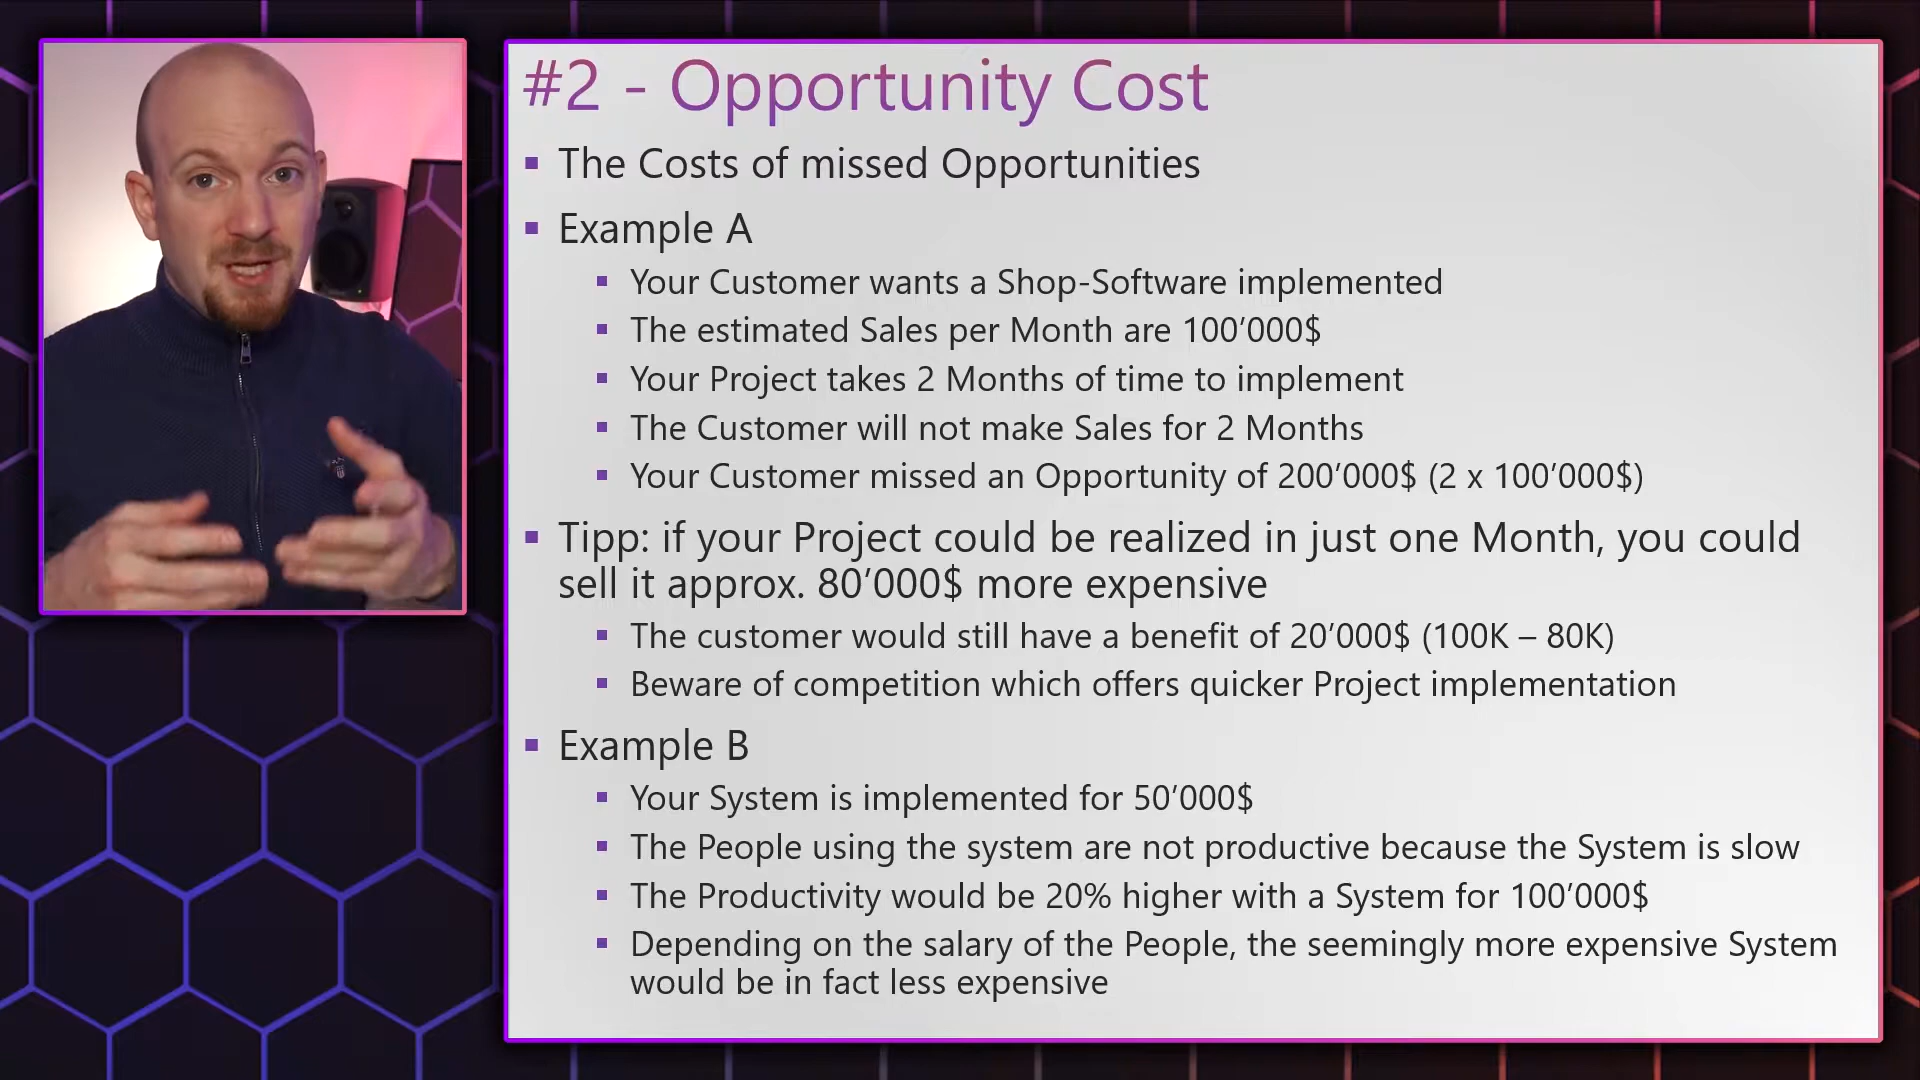 #2 - Opportunity Cost
The Costs of missed Opportunities
Example A
Your Customer wants a Shop-Software implemented
The estimated Sales per Month are 100’000$
Your Project takes 2 Months of time to implement
The Customer will not make Sales for 2 Months
Your Customer missed an Opportunity of 200’000$ (2 x 100’000$)
Tipp: if your Project could be realized in just one Month, you could
sell it approx. 80’000$ more expensive
The customer would still have a benefit of 20’000$ (100K – 80K)
Beware of competition which offers quicker Project implementation
Example B
Your System is implemented for 50’000$
The People using the system are not productive because the System is slow
The Productivity would be 20% higher with a System for 100’000$
Depending on the salary of the People, the seemingly more expensive System
would be in fact less expensive